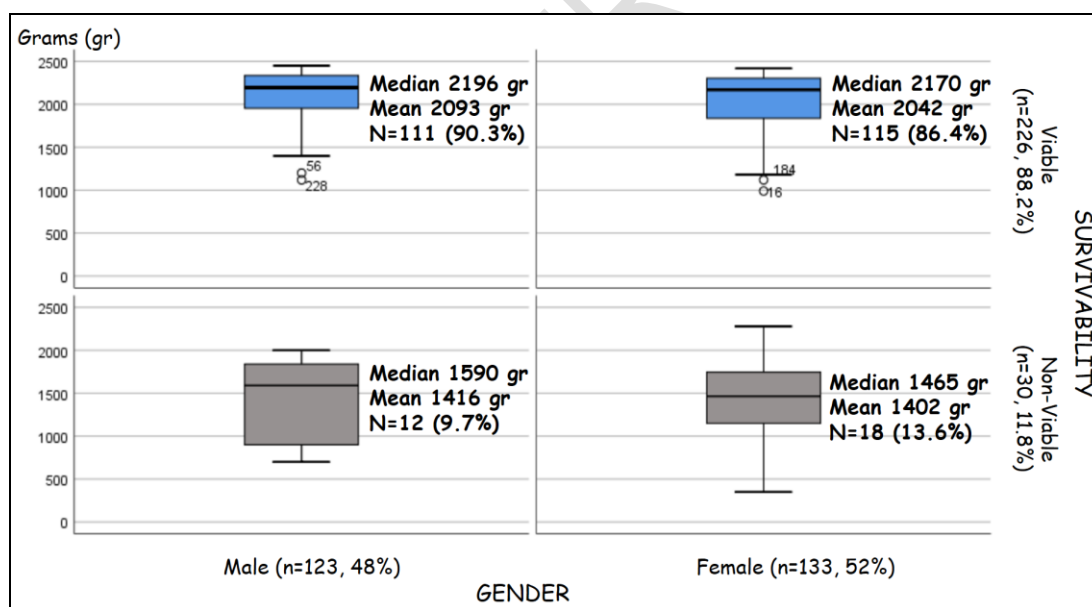 Grams (gr)
2500
2000
1500
1000
500
0
Median 2196 gr
Mean 2093 gr
N=111 (90.3%)
56
228
Median 2170 gr
Mean 2042 gr
N=115 (86.4%)
184
16
Viable
(n=226, 88.2%)
2500
2000
1500
1000
500
0
Median 1590 gr
Mean 1416 gr
N=12 (9.7%)
Median 1465 gr
Mean 1402 gr
N=18 (13.6%)
Non-Viable
(n=30, 11.8%)
SURVIVABILITY
Male (n=123, 48%)
Female (n=133, 52%)
GENDER